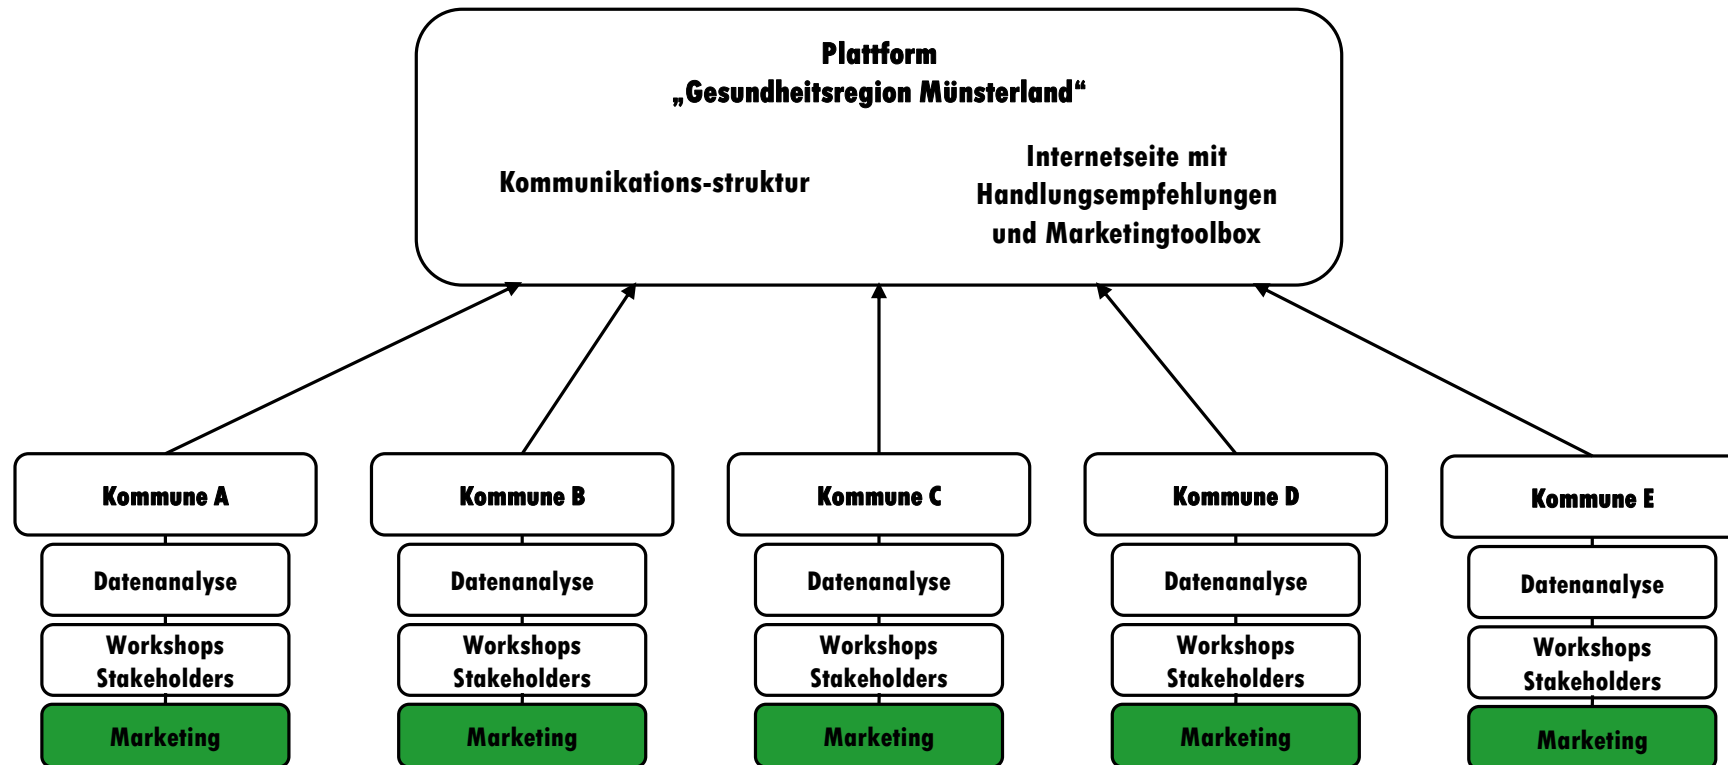 Plattform
„Gesundheitsregion Münsterland“
Kommunikations-struktur
Internetseite mit
Handlungsempfehlungen
und Marketingtoolbox
Kommune A
Kommune B
Kommune C
Kommune D
Kommune E
Datenanalyse
Datenanalyse
Datenanalyse
Datenanalyse
Datenanalyse
Workshops
Stakeholders
Workshops
Stakeholders
Workshops
Stakeholders
Workshops
Stakeholders
Workshops
Stakeholders
Marketing
Marketing
Marketing
Marketing
Marketing